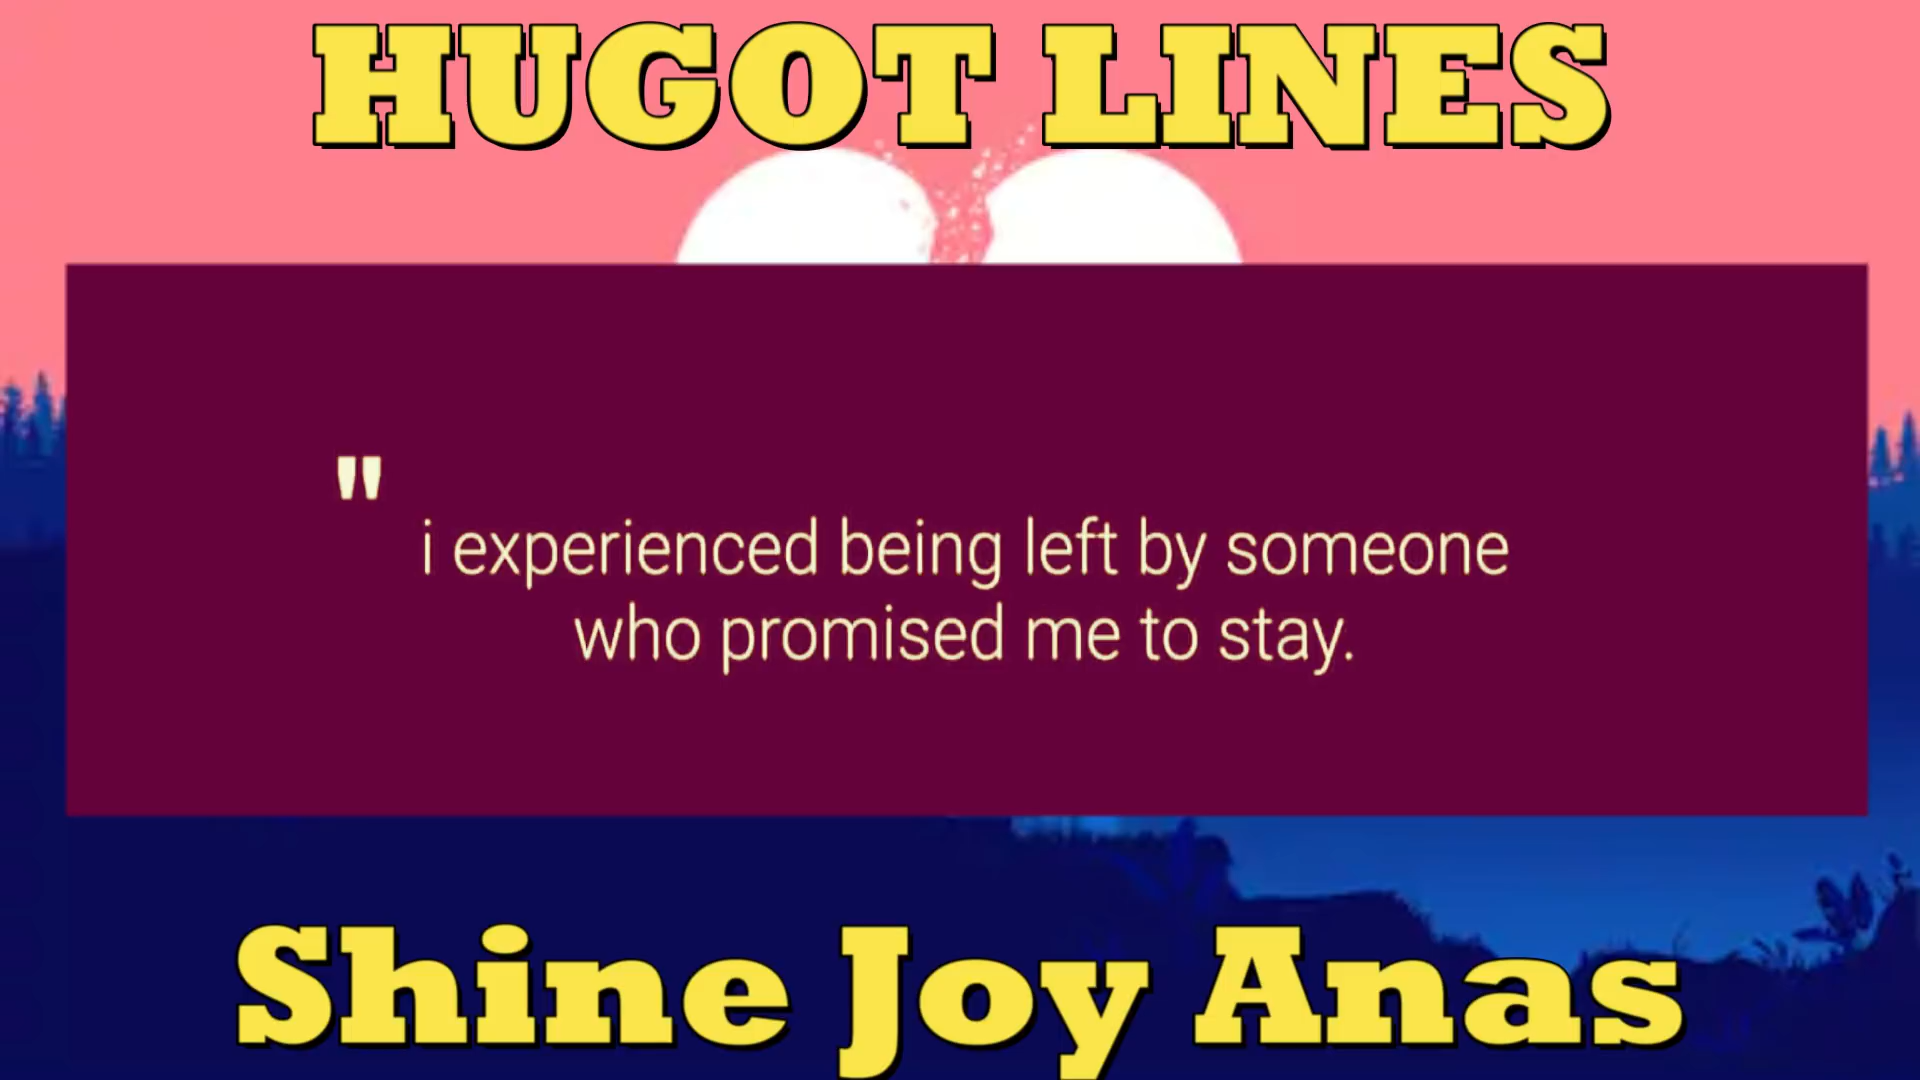 HUGOT LINES
" i experienced being left by someone
who promised me to stay.
Shine Joy Anas